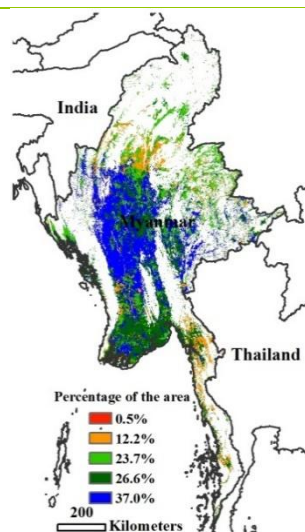 India
Myanmar
Thailand
Percentage of the area
0.5%
12.2%
23.7%
26.6%
37.0%
200
Kilometers